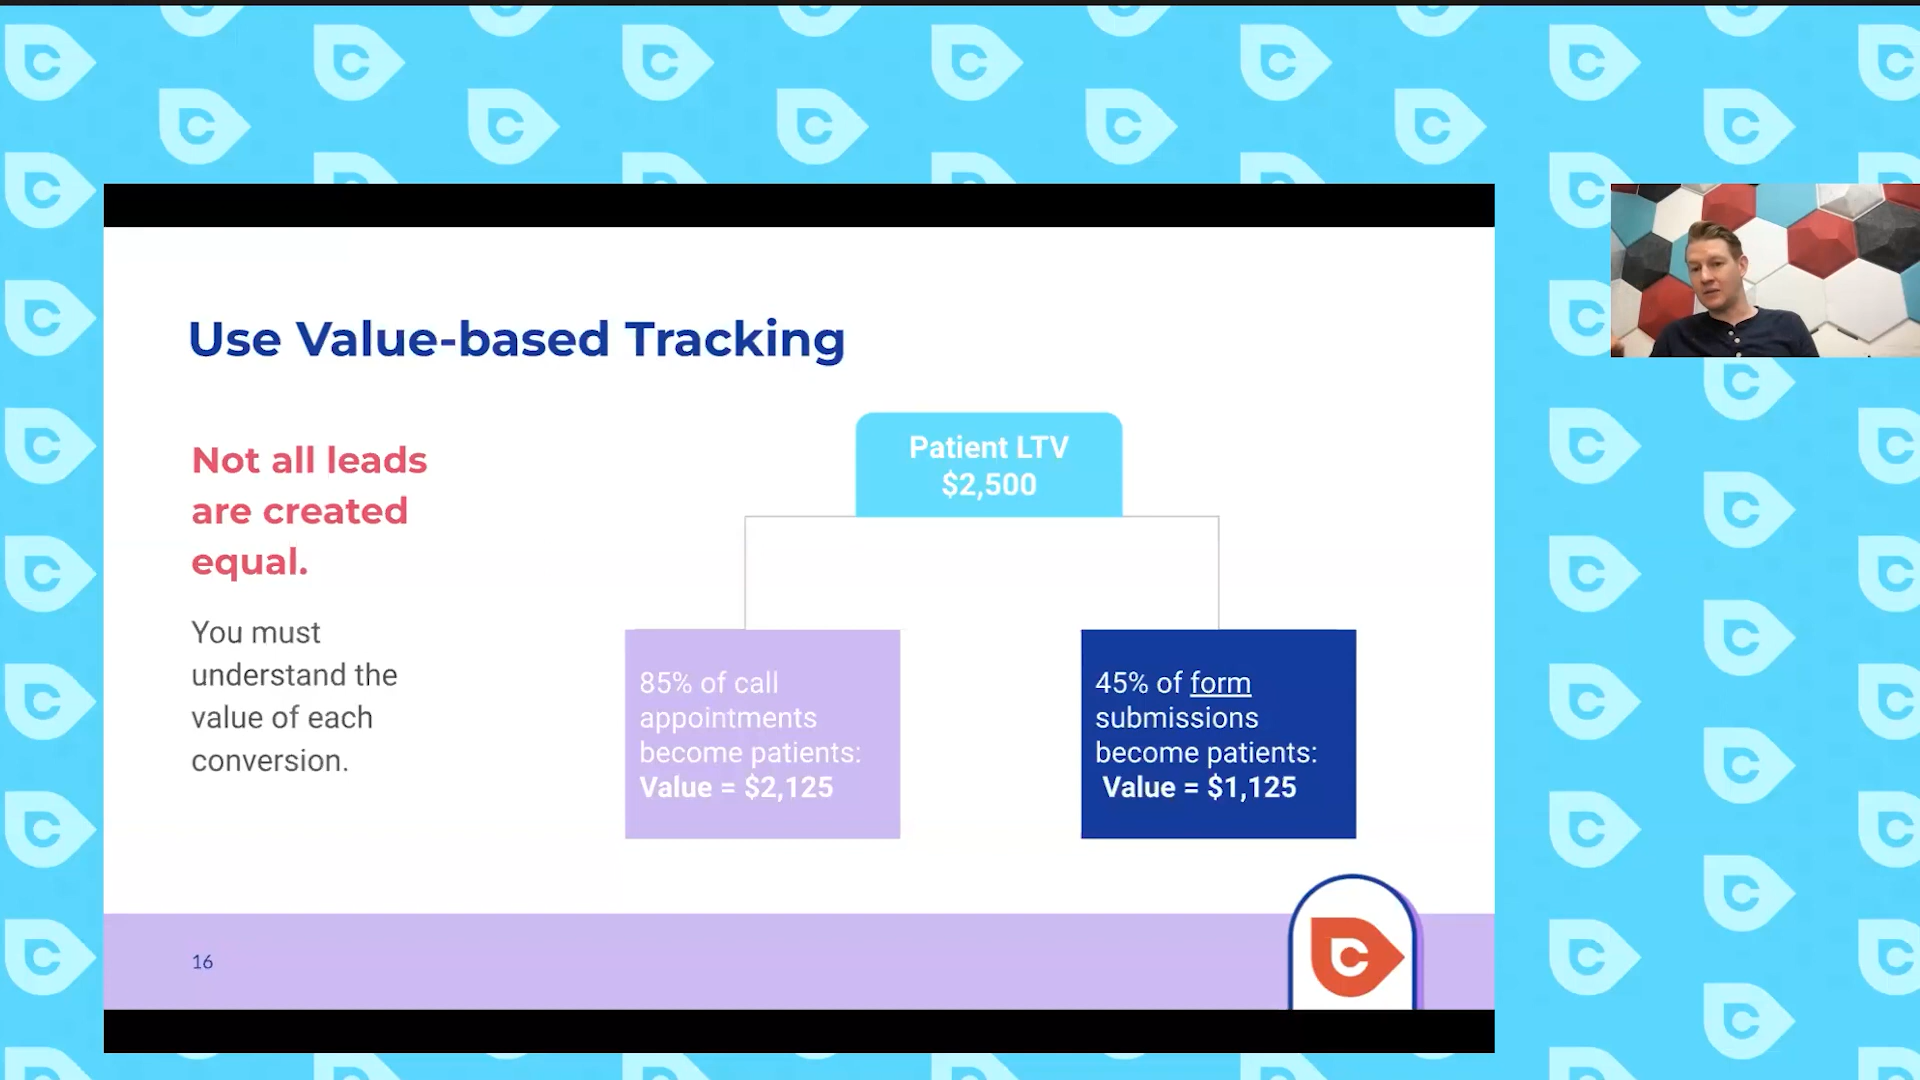 Use Value-based Tracking
Not all leads
are created
equal.
You must
understand the
value of each
conversion.
Patient LTV
$2,500
85% of call
appointments
become patients:
Value = $2,125
45% of form
submissions
become patients:
Value = $1,125
16